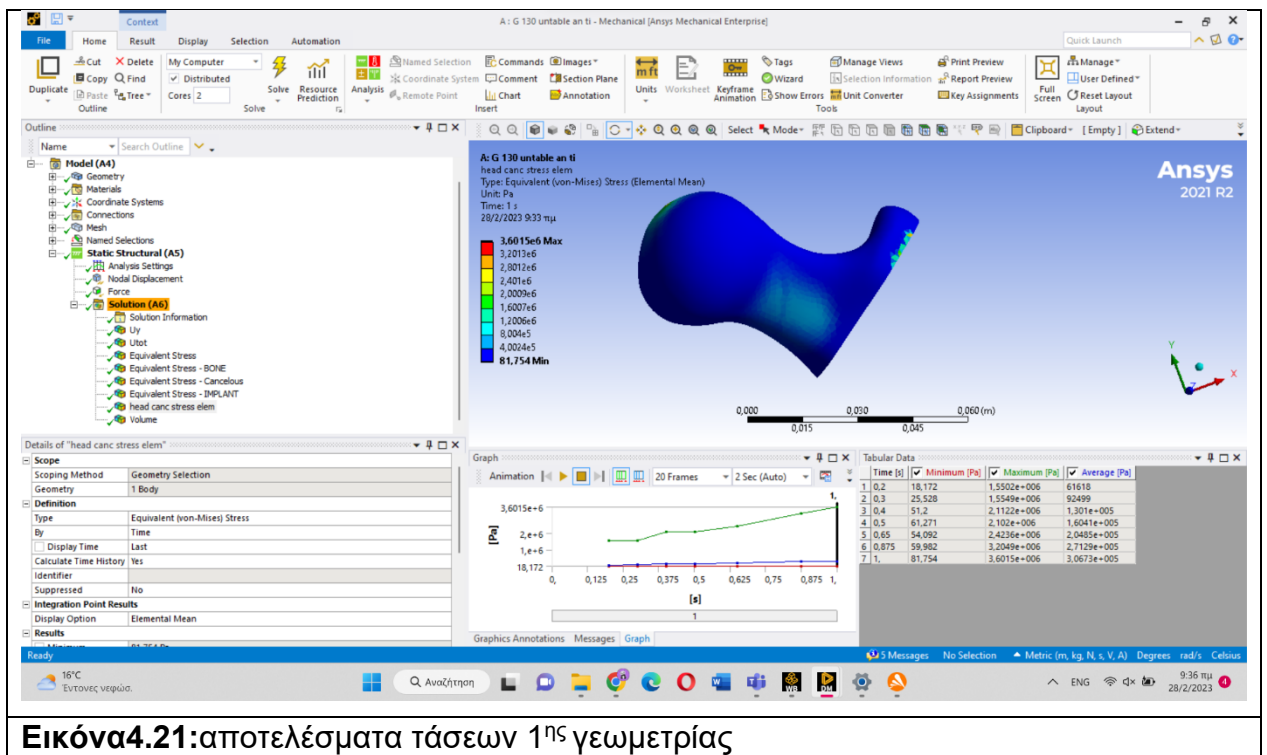 Context
A : G 130 untable an ti - Mechanical [Ansys Mechanical Enterprise]
File Home Result Display Selection Automation
Quick Launch
Duplicate
Cut
Copy
Paste
Delete
Find
Tree
Outline
My Computer
Distributed
Cores 2
Solve
Resource Prediction
Solve
Analysis
Named Selection
Coordinate System
Remote Point
Commands
Comment
Chart
Images
Section Plane
Annotation
Insert
Units
Worksheet
Keyframe Animation
Tags
Wizard
Show Errors
Manage Views
Selection Information
Unit Converter
Print Preview
Report Preview
Key Assignments
Tools
Full Screen
Manage
User Defined
Reset Layout
Layout
Outline
Name
Search Outline
Select Mode
Clipboard [ Empty ] Extend
Model (A4)
Geometry
Materials
Coordinate Systems
Connections
Mesh
Named Selections
Static Structural (A5)
Analysis Settings
Nodal Displacement
Force
Solution (A6)
Solution Information
Uy
Utot
Equivalent Stress
Equivalent Stress - BONE
Equivalent Stress - Cancelous
Equivalent Stress - IMPLANT
head canc stress elem
Volume
A: G 130 untable an ti
head canc stress elem
Type: Equivalent (von-Mises) Stress (Elemental Mean)
Unit: Pa
Time: 1 s
28/2/2023 9:33 πμ
3,6015e6 Max
3,2013e6
2,8012e6
2,401e6
2,0009e6
1,6007e6
1,2006e6
8,004e5
4,0024e5
81,754 Min
Ansys
2021 R2
Y
X
Z
0,000 0,030 0,060 (m)
0,015 0,045
Details of "head canc stress elem"
Scope
Scoping Method Geometry Selection
Geometry 1 Body
Definition
Type Equivalent (von-Mises) Stress
By Time
Display Time Last
Calculate Time History Yes
Identifier
Suppressed No
Integration Point Results
Display Option Elemental Mean
Results
Minimum 81,754 Pa
Graph
Animation 20 Frames 2 Sec (Auto)
1,
3,6015e+6
2,e+6
1,e+6
18,172
[Pa]
0, 0,125 0,25 0,375 0,5 0,625 0,75 0,875 1,
[s]
1
Graphics Annotations Messages Graph
Tabular Data
Time [s] Minimum [Pa] Maximum [Pa] Average [Pa]
1 0,2 18,172 1,5502e+006 61618
2 0,3 25,528 1,5549e+006 92499
3 0,4 51,2 2,1122e+006 1,301e+005
4 0,5 61,271 2,102e+006 1,6041e+005
5 0,65 54,092 2,4236e+006 2,0485e+005
6 0,875 59,982 3,2049e+006 2,7129e+005
7 1, 81,754 3,6015e+006 3,0673e+005
Ready
5 Messages No Selection Metric (m, kg, N, s, V, A) Degrees rad/s Celsius
16°C
Έντονες νεφώσ.
Αναζήτηση
WB
DM
ENG
9:36 πμ
28/2/2023
4
Εικόνα4.21:αποτελέσματα τάσεων 1ης γεωμετρίας